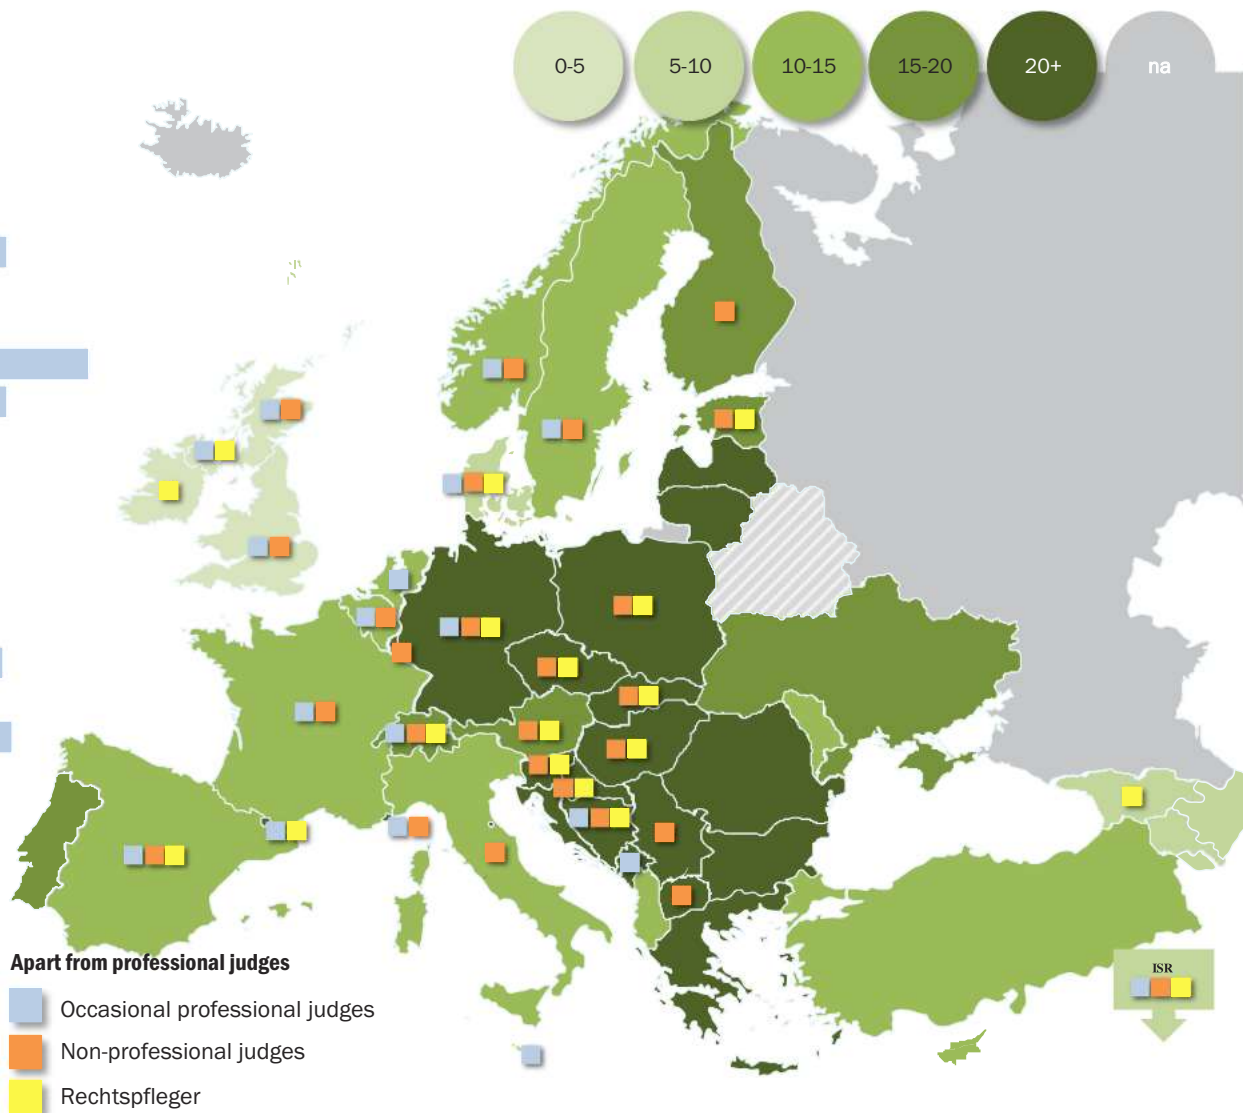 0-5
5-10
10-15
15-20
20+
na
ISR
Apart from professional judges
Occasional professional judges
Non-professional judges
Rechtspfleger